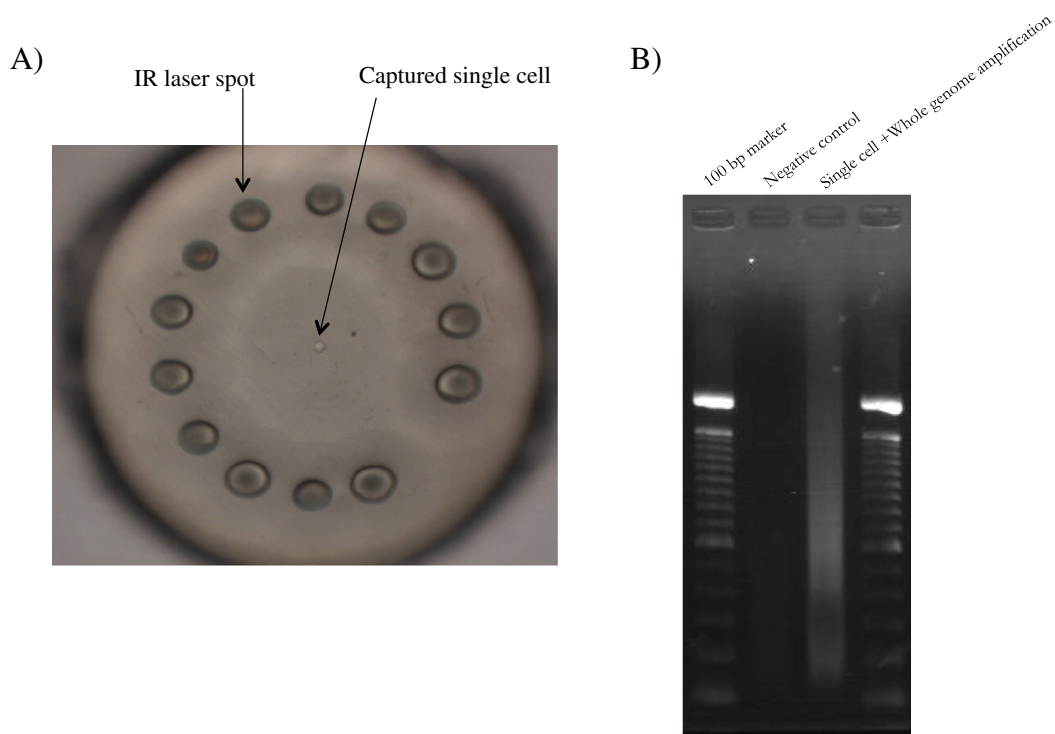 A)
IR laser spot
Captured single cell
B)
100 bp marker
Negative control
Single cell +Whole genome amplification